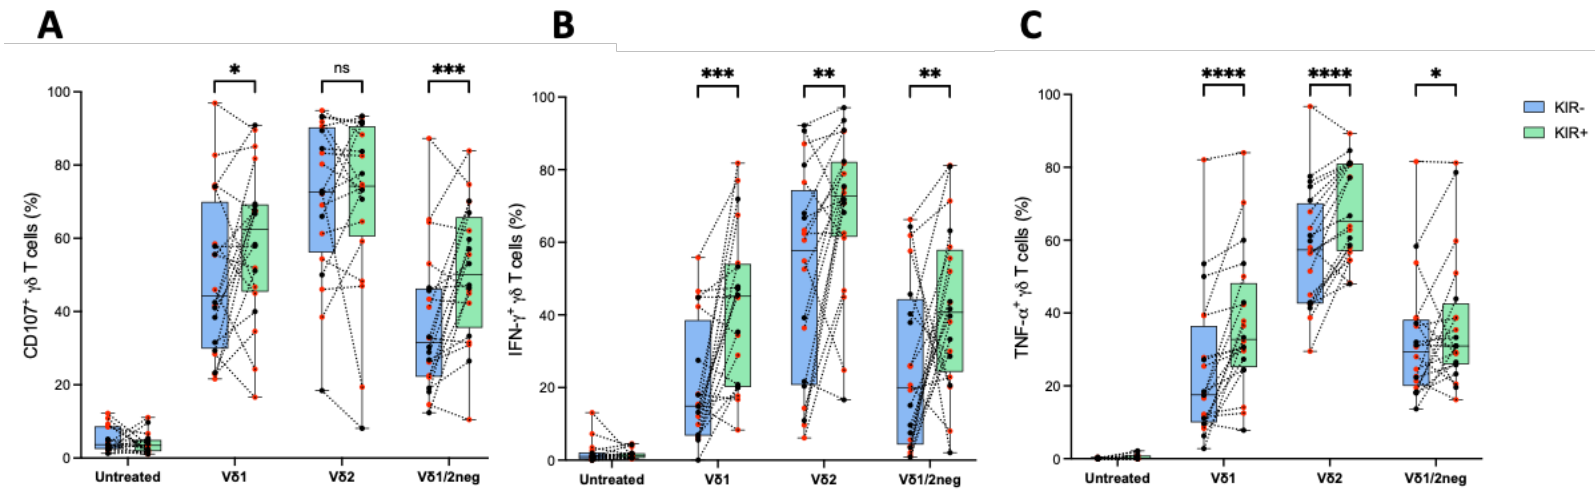 A
B
C
CD107⁺ γδ T cells (%)
100
80
60
40
20
0
*
ns
***
Untreated
Vδ1
Vδ2
Vδ1/2neg
IFN-γ⁺ γδ T cells (%)
100
80
60
40
20
0
***
**
**
Untreated
Vδ1
Vδ2
Vδ1/2neg
TNF-α⁺ γδ T cells (%)
100
80
60
40
20
0
****
****
*
Untreated
Vδ1
Vδ2
Vδ1/2neg
KIR-
KIR+